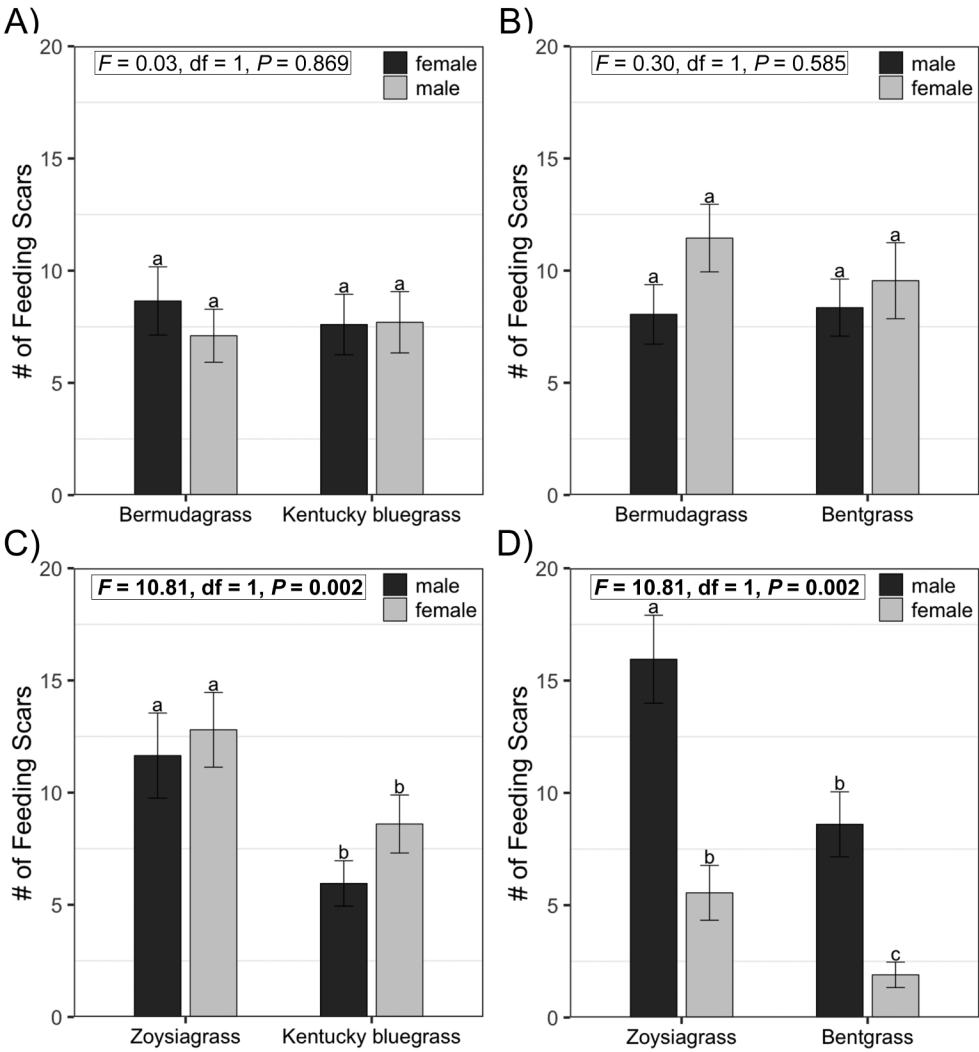 A)
F = 0.03, df = 1, P = 0.869
female
male
# of Feeding Scars
20
15
10
5
0
a
a
a
a
Bermudagrass
Kentucky bluegrass
B)
F = 0.30, df = 1, P = 0.585
male
female
# of Feeding Scars
20
15
10
5
0
a
a
a
a
Bermudagrass
Bentgrass
C)
F = 10.81, df = 1, P = 0.002
male
female
# of Feeding Scars
20
15
10
5
0
a
a
b
b
Zoysiagrass
Kentucky bluegrass
D)
F = 10.81, df = 1, P = 0.002
male
female
# of Feeding Scars
20
15
10
5
0
a
b
b
c
Zoysiagrass
Bentgrass